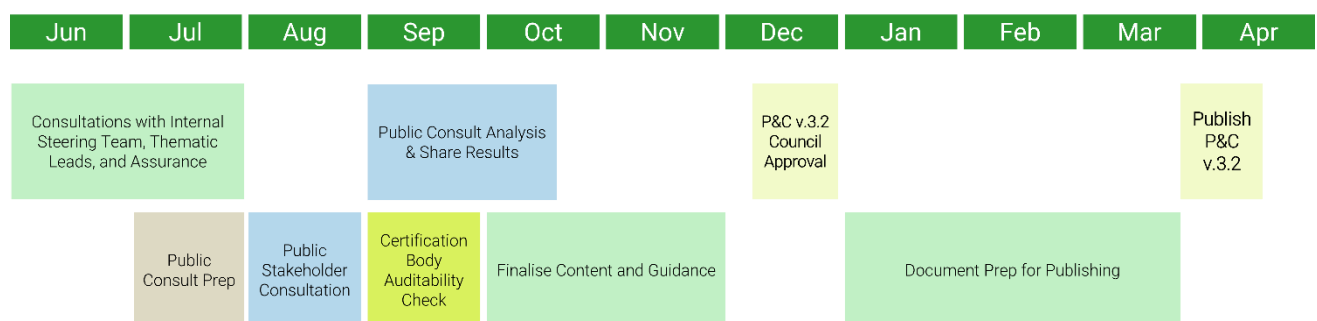 Jun Jul Aug Sep Oct Nov Dec Jan Feb Mar Apr
Consultations with Internal
Steering Team, Thematic
Leads, and Assurance
Public Consult Analysis
& Share Results
P&C v.3.2
Council
Approval
Publish
P&C
v.3.2
Public
Consult Prep
Public
Stakeholder
Consultation
Certification
Body
Auditability
Check
Finalise Content and Guidance
Document Prep for Publishing